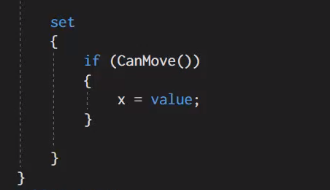 set
{
if (CanMove())
{
x = value;
}
}
}